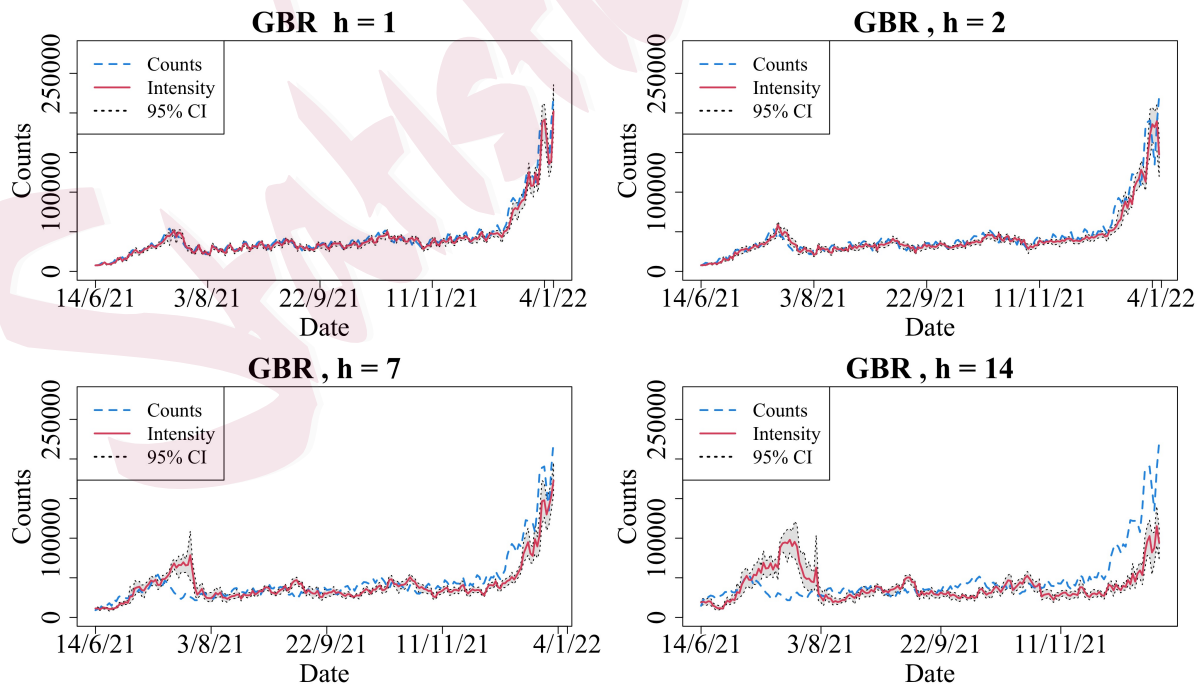 GBR h = 1
Counts
Intensity
95% CI
Counts
0
100000
250000
14/6/21 3/8/21 22/9/21 11/11/21 4/1/22
Date
GBR , h = 2
Counts
Intensity
95% CI
Counts
0
100000
250000
14/6/21 3/8/21 22/9/21 11/11/21 4/1/22
Date
GBR , h = 7
Counts
Intensity
95% CI
Counts
0
100000
250000
14/6/21 3/8/21 22/9/21 11/11/21 4/1/22
Date
GBR , h = 14
Counts
Intensity
95% CI
Counts
0
100000
250000
14/6/21 3/8/21 22/9/21 11/11/21
Date